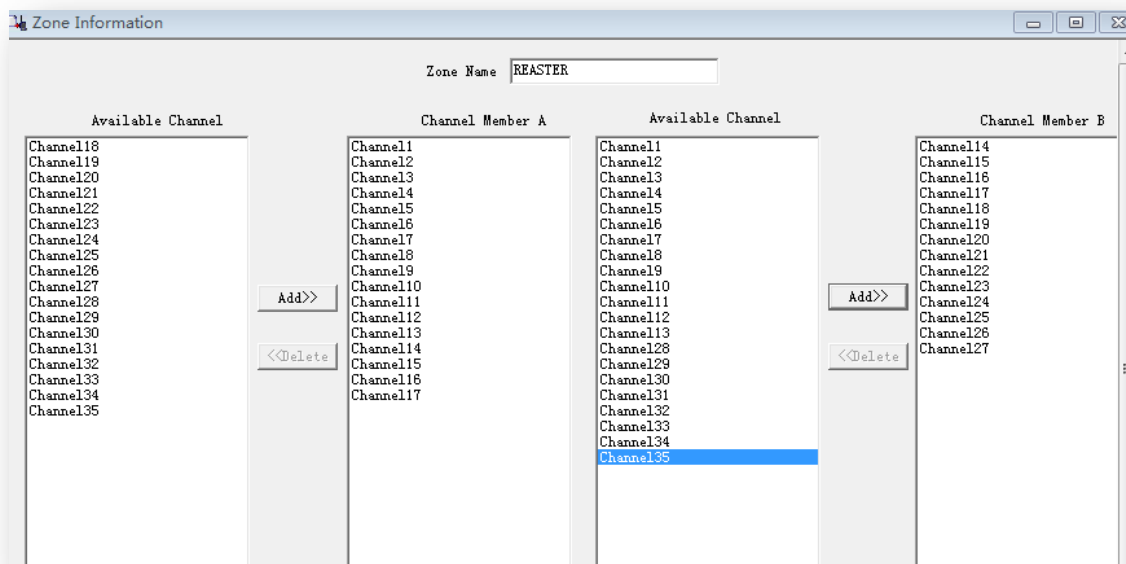 Zone Information
Zone Name REASTER
Available Channel
Channel18
Channel19
Channel20
Channel21
Channel22
Channel23
Channel24
Channel25
Channel26
Channel27
Channel28
Channel29
Channel30
Channel31
Channel32
Channel33
Channel34
Channel35
Add>>
<<Delete
Channel Member A
Channel1
Channel2
Channel3
Channel4
Channel5
Channel6
Channel7
Channel8
Channel9
Channel10
Channel11
Channel12
Channel13
Channel14
Channel15
Channel16
Channel17
Available Channel
Channel1
Channel2
Channel3
Channel4
Channel5
Channel6
Channel7
Channel8
Channel9
Channel10
Channel11
Channel12
Channel13
Channel28
Channel29
Channel30
Channel31
Channel32
Channel33
Channel34
Channel35
Add>>
<<Delete
Channel Member B
Channel14
Channel15
Channel16
Channel17
Channel18
Channel19
Channel20
Channel21
Channel22
Channel23
Channel24
Channel25
Channel26
Channel27